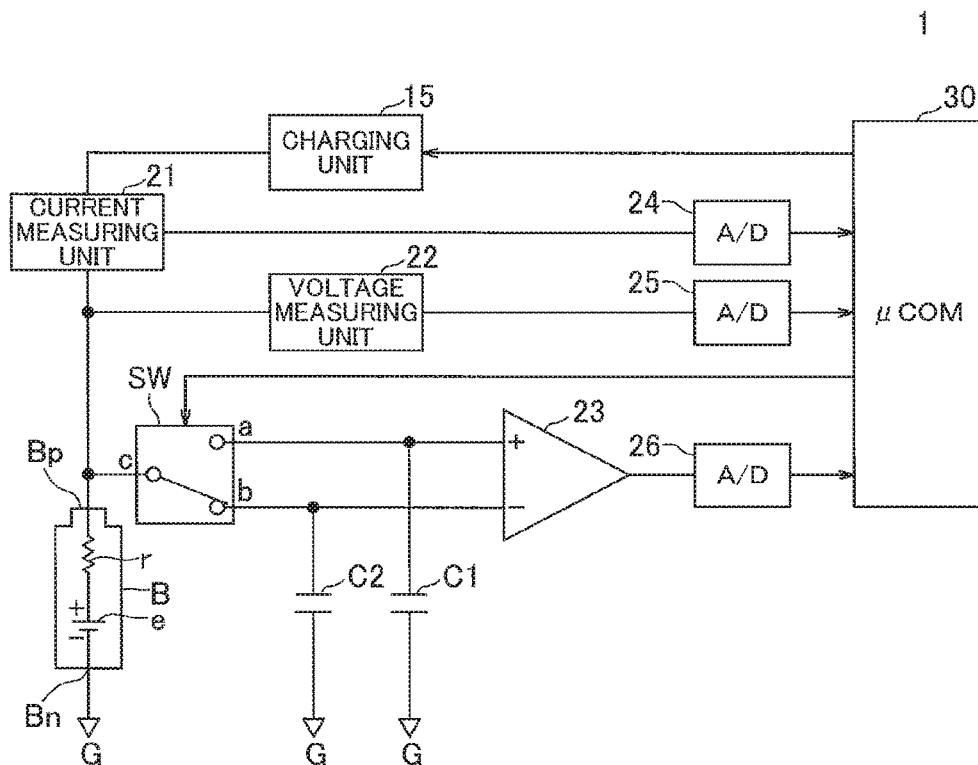 1
15
30
CHARGING
UNIT
21
CURRENT
MEASURING
UNIT
24
A/D
22
VOLTAGE
MEASURING
UNIT
25
A/D
μ COM
SW
a
c
b
23
+
−
26
A/D
Bp
r
B
+
e
−
Bn
C2
C1
G
G
G